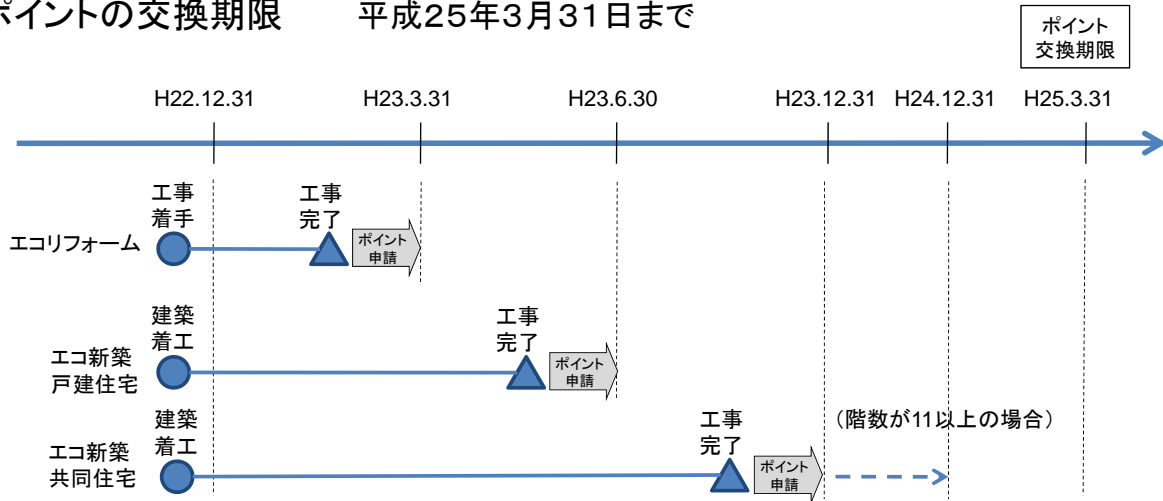 ポイントの交換期限 平成25年3月31日まで
ポイント
交換期限
H22.12.31 H23.3.31 H23.6.30 H23.12.31 H24.12.31 H25.3.31
工事
着手
工事
完了
エコリフォーム
ポイント
申請
建築
着工
工事
完了
エコ新築
戸建住宅
ポイント
申請
建築
着工
工事
完了
(階数が11以上の場合)
エコ新築
共同住宅
ポイント
申請